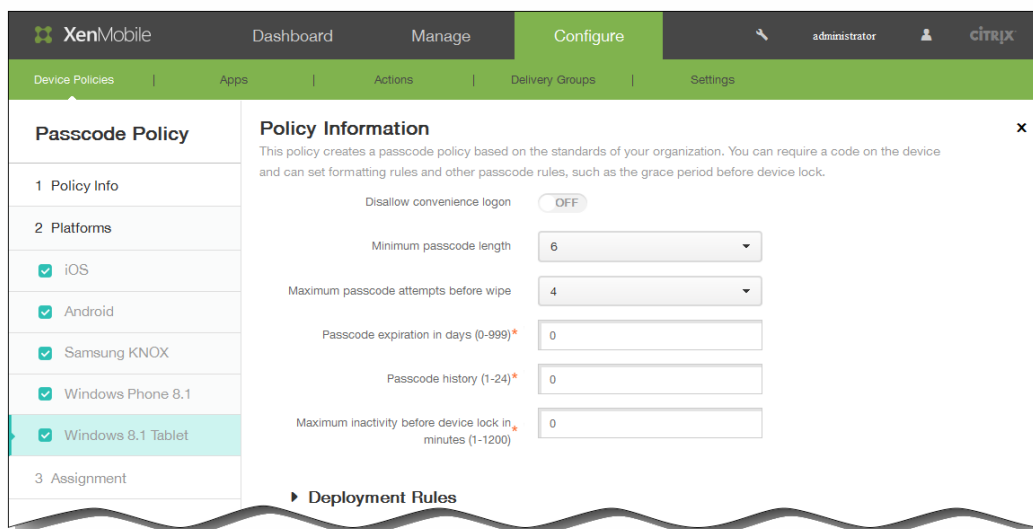 XenMobile Dashboard Manage Configure administrator CITRIX
Device Policies | Apps | Actions | Delivery Groups | Settings
Passcode Policy
1 Policy Info
2 Platforms
iOS
Android
Samsung KNOX
Windows Phone 8.1
Windows 8.1 Tablet
3 Assignment
Policy Information
x
This policy creates a passcode policy based on the standards of your organization. You can require a code on the device
and can set formatting rules and other passcode rules, such as the grace period before device lock.
Disallow convenience logon OFF
Minimum passcode length 6
Maximum passcode attempts before wipe 4
Passcode expiration in days (0-999)* 0
Passcode history (1-24)* 0
Maximum inactivity before device lock in
minutes (1-1200)* 0
Deployment Rules